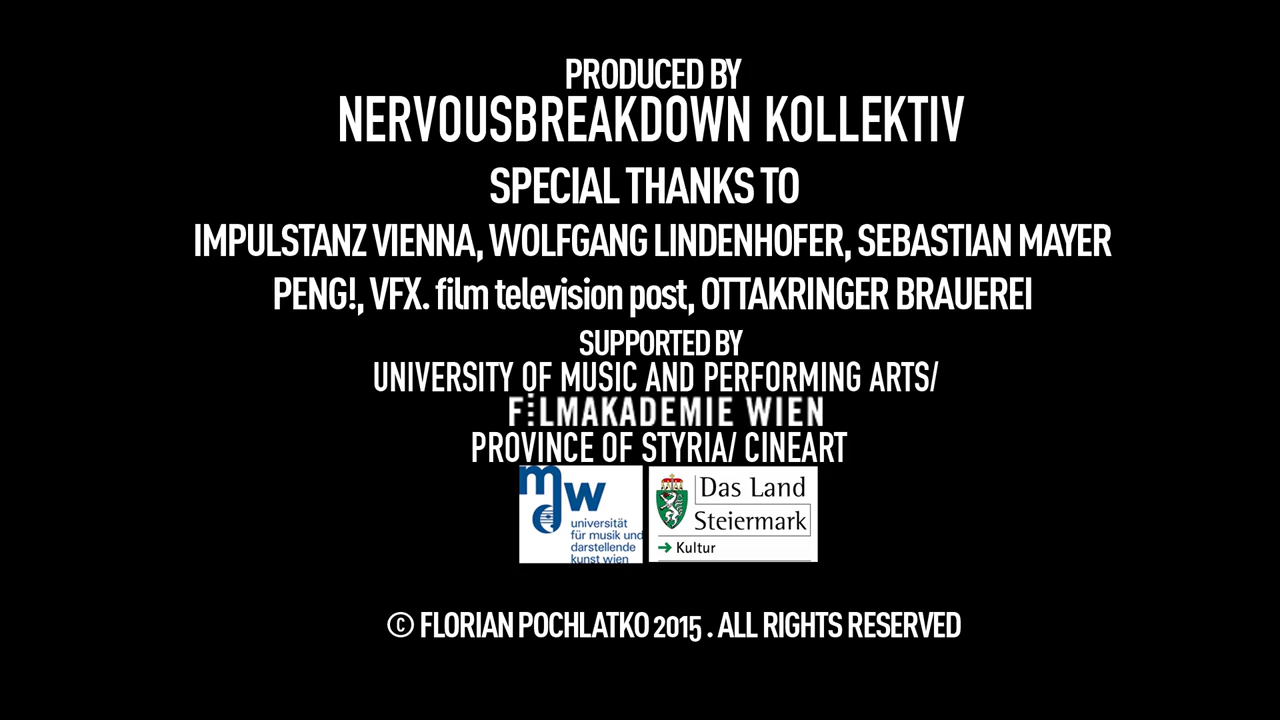 PRODUCED BY
NERVOUSBREAKDOWN KOLLEKTIV
SPECIAL THANKS TO
IMPULSTANZ VIENNA, WOLFGANG LINDENHOFER, SEBASTIAN MAYER
PENG!, VFX. film television post, OTTAKRINGER BRAUEREI
SUPPORTED BY
UNIVERSITY OF MUSIC AND PERFORMING ARTS/
FILMAKADEMIE WIEN
PROVINCE OF STYRIA/ CINEART
mdw
universität
für musik und
darstellende
kunst wien
Das Land
Steiermark
→ Kultur
© FLORIAN POCHLATKO 2015 . ALL RIGHTS RESERVED